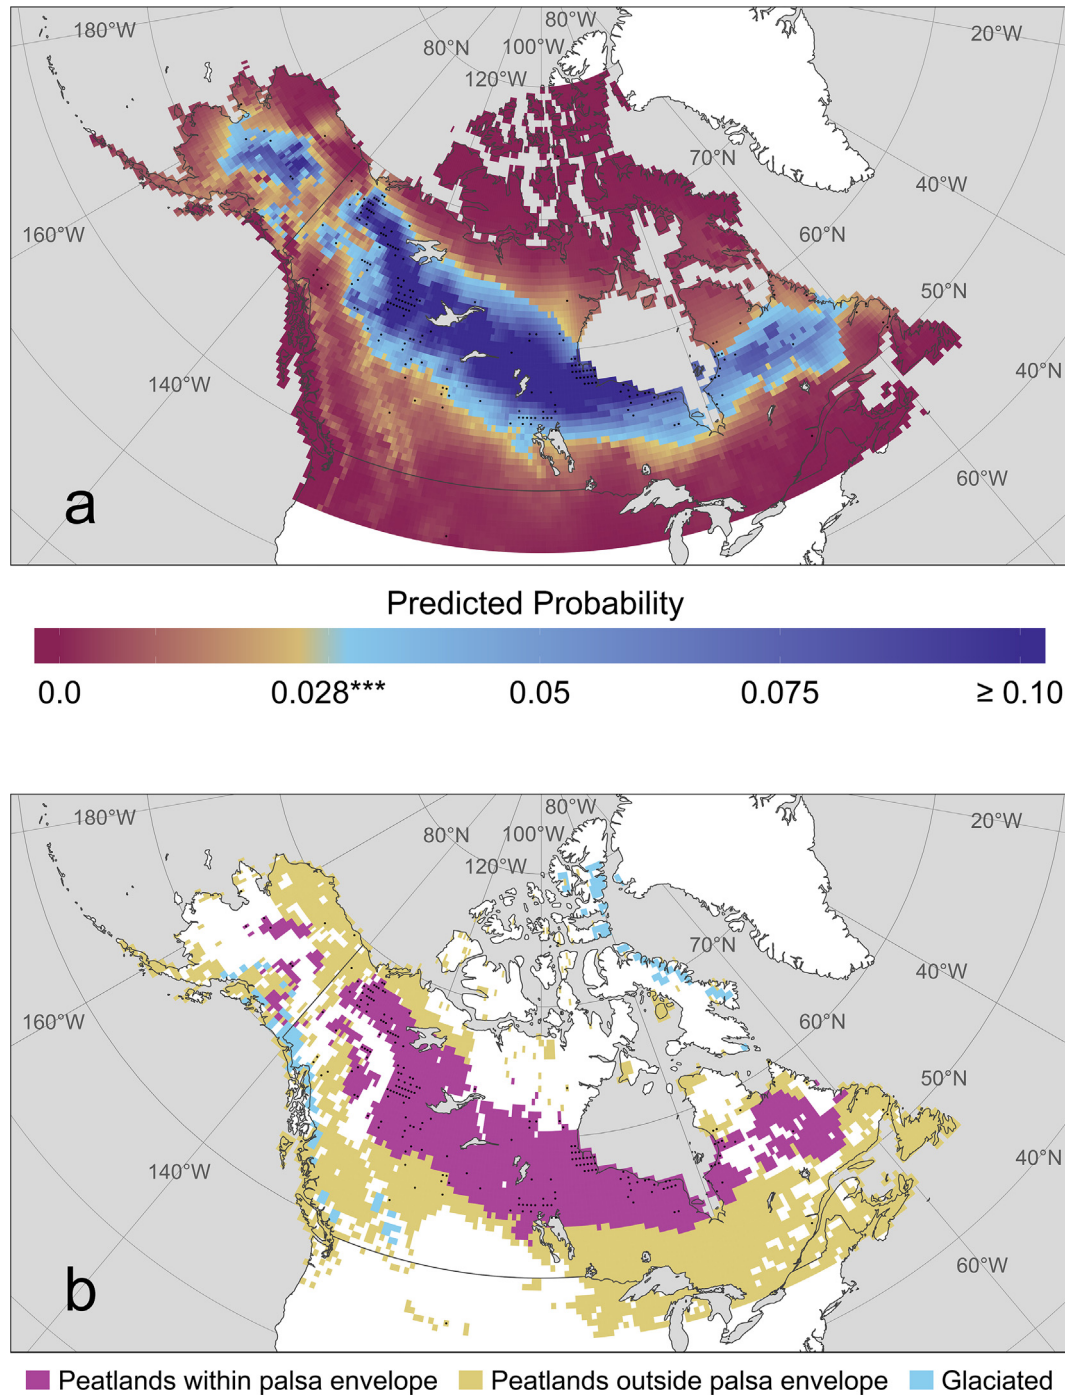 180°W
80°W
20°W
80°N
100°W
120°W
70°N
40°W
160°W
60°N
50°N
140°W
40°N
60°W
a
Predicted Probability
0.0 0.028*** 0.05 0.075 ≥ 0.10
180°W
80°W
20°W
80°N
100°W
120°W
70°N
40°W
160°W
60°N
50°N
140°W
40°N
60°W
b
Peatlands within palsa envelope Peatlands outside palsa envelope Glaciated